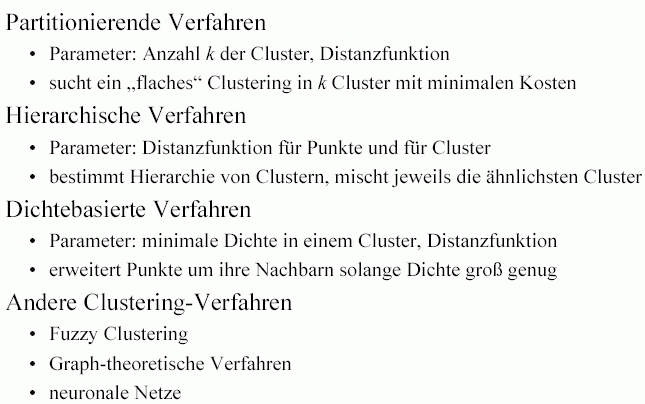 Partitionierende Verfahren
• Parameter: Anzahl k der Cluster, Distanzfunktion
• sucht ein „flaches“ Clustering in k Cluster mit minimalen Kosten
Hierarchische Verfahren
• Parameter: Distanzfunktion für Punkte und für Cluster
• bestimmt Hierarchie von Clustern, mischt jeweils die ähnlichsten Cluster
Dichtebasierte Verfahren
• Parameter: minimale Dichte in einem Cluster, Distanzfunktion
• erweitert Punkte um ihre Nachbarn solange Dichte groß genug
Andere Clustering-Verfahren
• Fuzzy Clustering
• Graph-theoretische Verfahren
• neuronale Netze